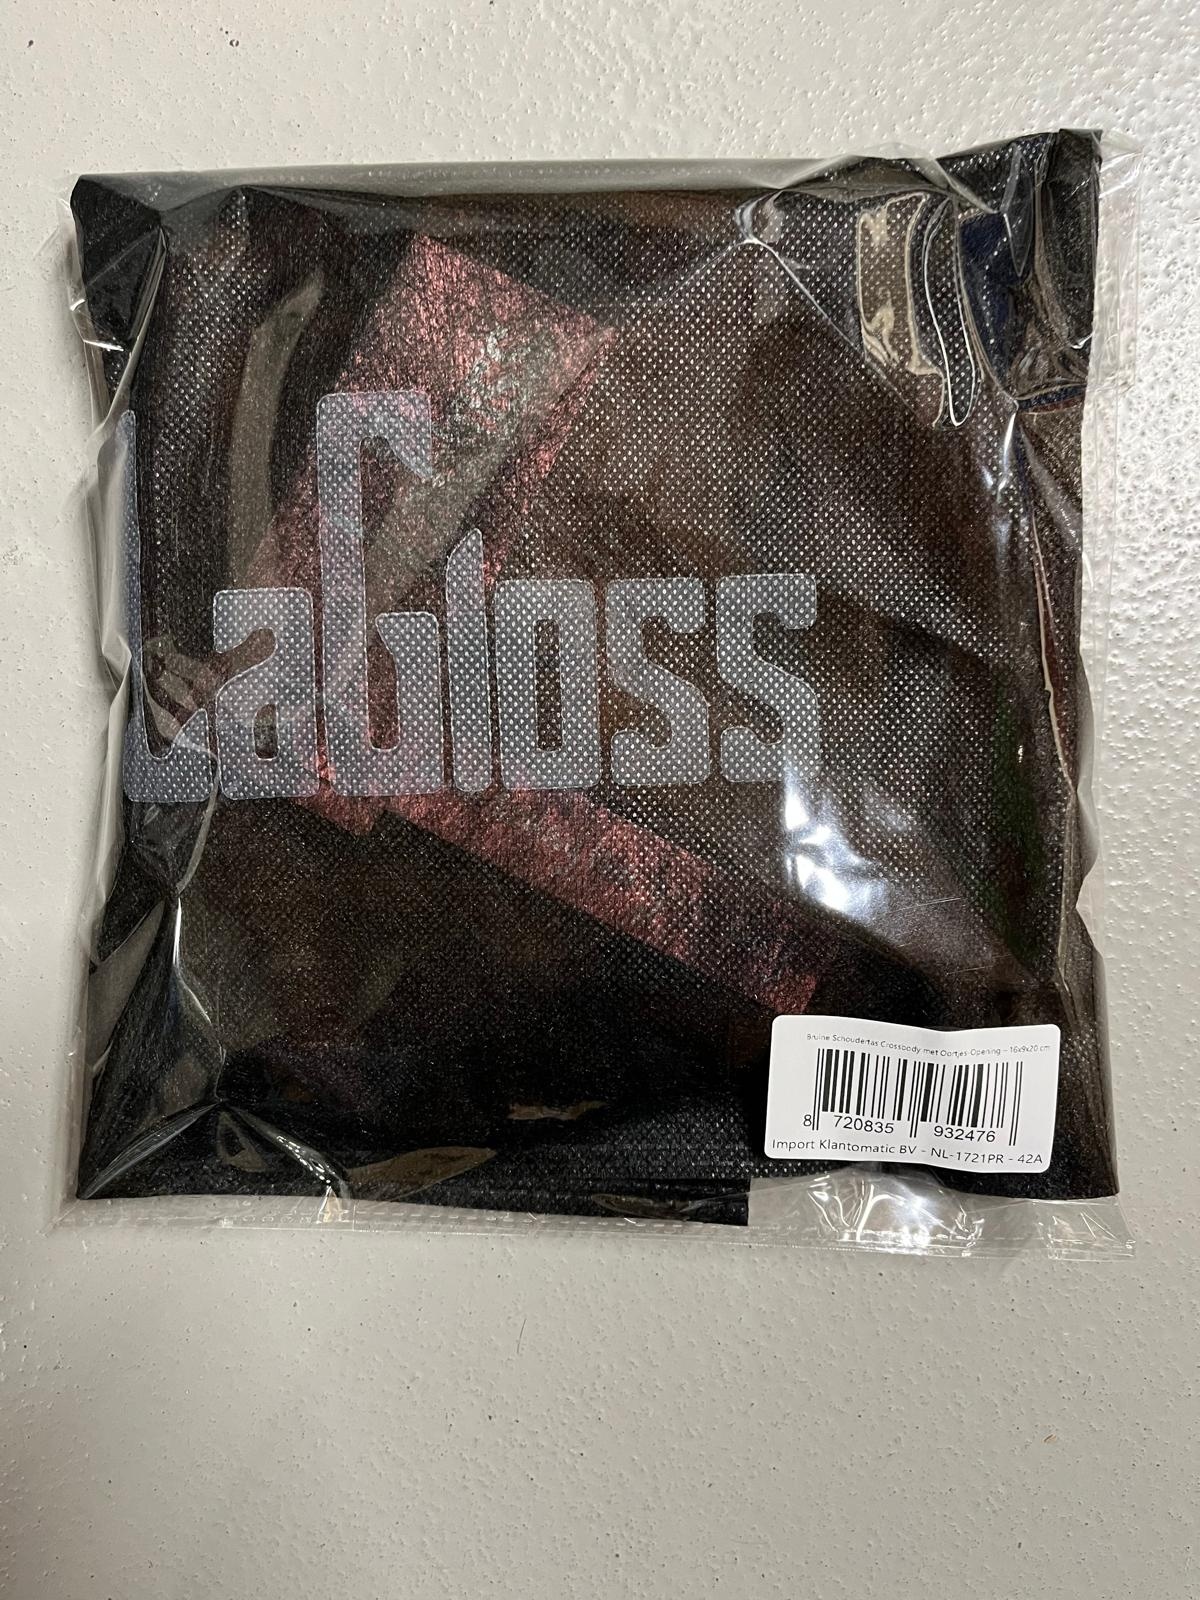 LaGloss
Bruine Schoudertas Crossbody met Oortjes-Opening - 16x9x20 cm
8 720835 932476
Import Klantomatic BV - NL-1721PR - 42A